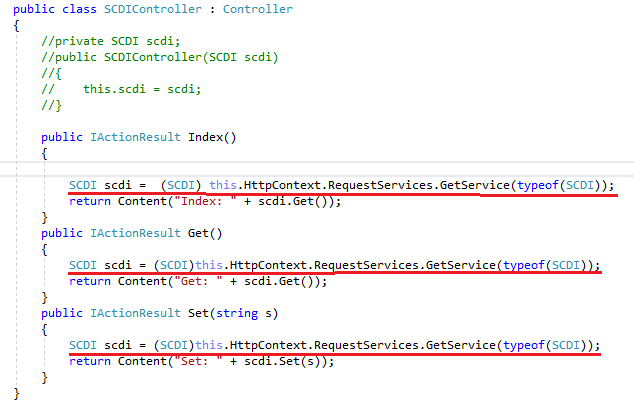 public class SCDIController : Controller
{
//private SCDI scdi;
//public SCDIController(SCDI scdi)
//{
//    this.scdi = scdi;
//}
public IActionResult Index()
{
SCDI scdi =  (SCDI) this.HttpContext.RequestServices.GetService(typeof(SCDI));
return Content("Index: " + scdi.Get());
}
public IActionResult Get()
{
SCDI scdi = (SCDI)this.HttpContext.RequestServices.GetService(typeof(SCDI));
return Content("Get: " + scdi.Get());
}
public IActionResult Set(string s)
{
SCDI scdi = (SCDI)this.HttpContext.RequestServices.GetService(typeof(SCDI));
return Content("Set: " + scdi.Set(s));
}
}